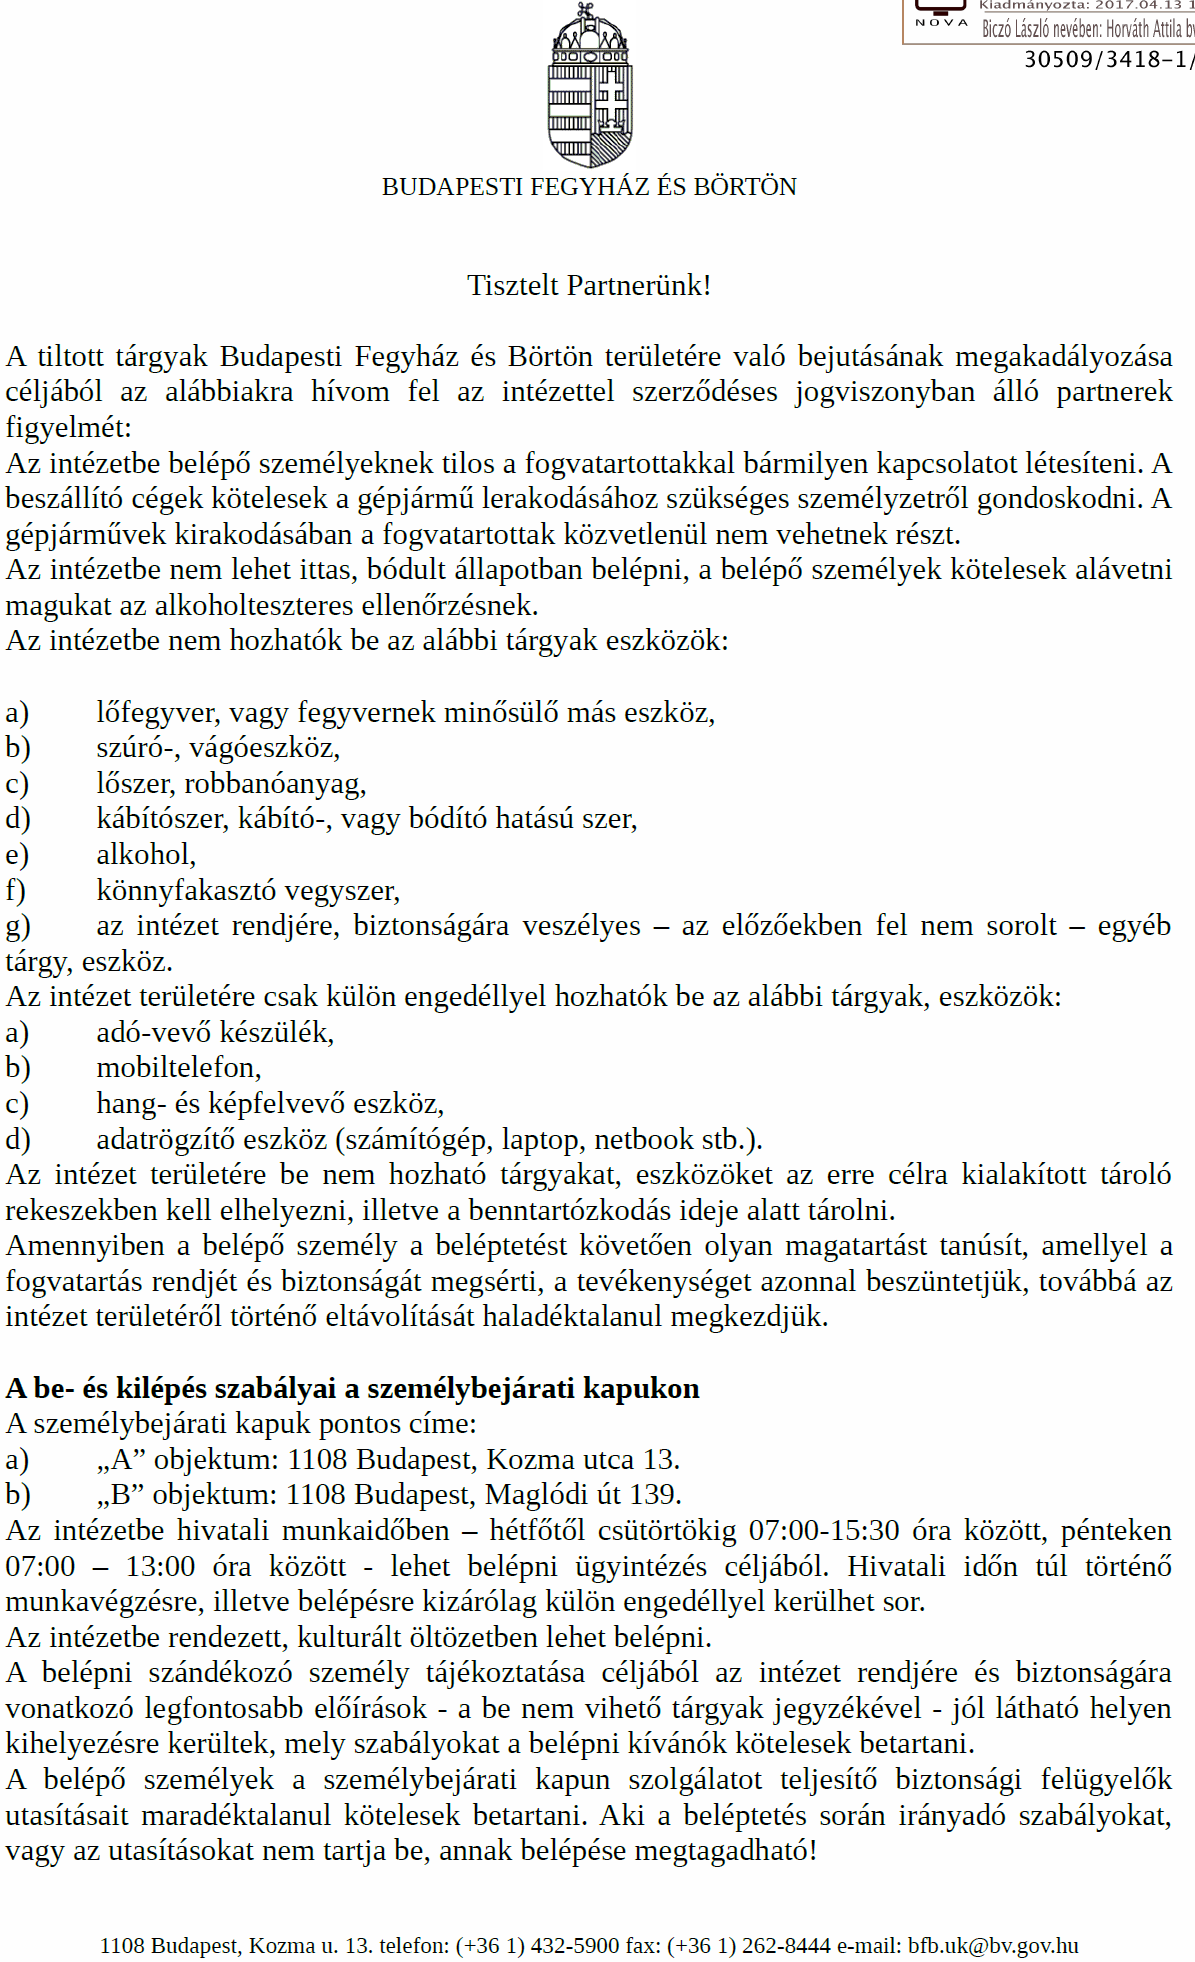 Kiadmányozta: 2017.04.13 1
NOVA
Biczó László nevében: Horváth Attila bv
30509/3418-1/
BUDAPESTI FEGYHÁZ ÉS BÖRTÖN
Tisztelt Partnerünk!
A tiltott tárgyak Budapesti Fegyház és Börtön területére való bejutásának megakadályozása
céljából az alábbiakra hívom fel az intézettel szerződéses jogviszonyban álló partnerek
figyelmét:
Az intézetbe belépő személyeknek tilos a fogvatartottakkal bármilyen kapcsolatot létesíteni. A
beszállító cégek kötelesek a gépjármű lerakodásához szükséges személyzetről gondoskodni. A
gépjárművek kirakodásában a fogvatartottak közvetlenül nem vehetnek részt.
Az intézetbe nem lehet ittas, bódult állapotban belépni, a belépő személyek kötelesek alávetni
magukat az alkoholteszteres ellenőrzésnek.
Az intézetbe nem hozhatók be az alábbi tárgyak eszközök:
a) lőfegyver, vagy fegyvernek minősülő más eszköz,
b) szúró-, vágóeszköz,
c) lőszer, robbanóanyag,
d) kábítószer, kábító-, vagy bódító hatású szer,
e) alkohol,
f) könnyfakasztó vegyszer,
g) az intézet rendjére, biztonságára veszélyes – az előzőekben fel nem sorolt – egyéb
tárgy, eszköz.
Az intézet területére csak külön engedéllyel hozhatók be az alábbi tárgyak, eszközök:
a) adó-vevő készülék,
b) mobiltelefon,
c) hang- és képfelvevő eszköz,
d) adatrögzítő eszköz (számítógép, laptop, netbook stb.).
Az intézet területére be nem hozható tárgyakat, eszközöket az erre célra kialakított tároló
rekeszekben kell elhelyezni, illetve a benntartózkodás ideje alatt tárolni.
Amennyiben a belépő személy a beléptetést követően olyan magatartást tanúsít, amellyel a
fogvatartás rendjét és biztonságát megsérti, a tevékenységet azonnal beszüntetjük, továbbá az
intézet területéről történő eltávolítását haladéktalanul megkezdjük.
A be- és kilépés szabályai a személybejárati kapukon
A személybejárati kapuk pontos címe:
a) „A” objektum: 1108 Budapest, Kozma utca 13.
b) „B” objektum: 1108 Budapest, Maglódi út 139.
Az intézetbe hivatali munkaidőben – hétfőtől csütörtökig 07:00-15:30 óra között, pénteken
07:00 – 13:00 óra között - lehet belépni ügyintézés céljából. Hivatali időn túl történő
munkavégzésre, illetve belépésre kizárólag külön engedéllyel kerülhet sor.
Az intézetbe rendezett, kulturált öltözetben lehet belépni.
A belépni szándékozó személy tájékoztatása céljából az intézet rendjére és biztonságára
vonatkozó legfontosabb előírások - a be nem vihető tárgyak jegyzékével - jól látható helyen
kihelyezésre kerültek, mely szabályokat a belépni kívánók kötelesek betartani.
A belépő személyek a személybejárati kapun szolgálatot teljesítő biztonsági felügyelők
utasításait maradéktalanul kötelesek betartani. Aki a beléptetés során irányadó szabályokat,
vagy az utasításokat nem tartja be, annak belépése megtagadható!
1108 Budapest, Kozma u. 13. telefon: (+36 1) 432-5900 fax: (+36 1) 262-8444 e-mail: bfb.uk@bv.gov.hu